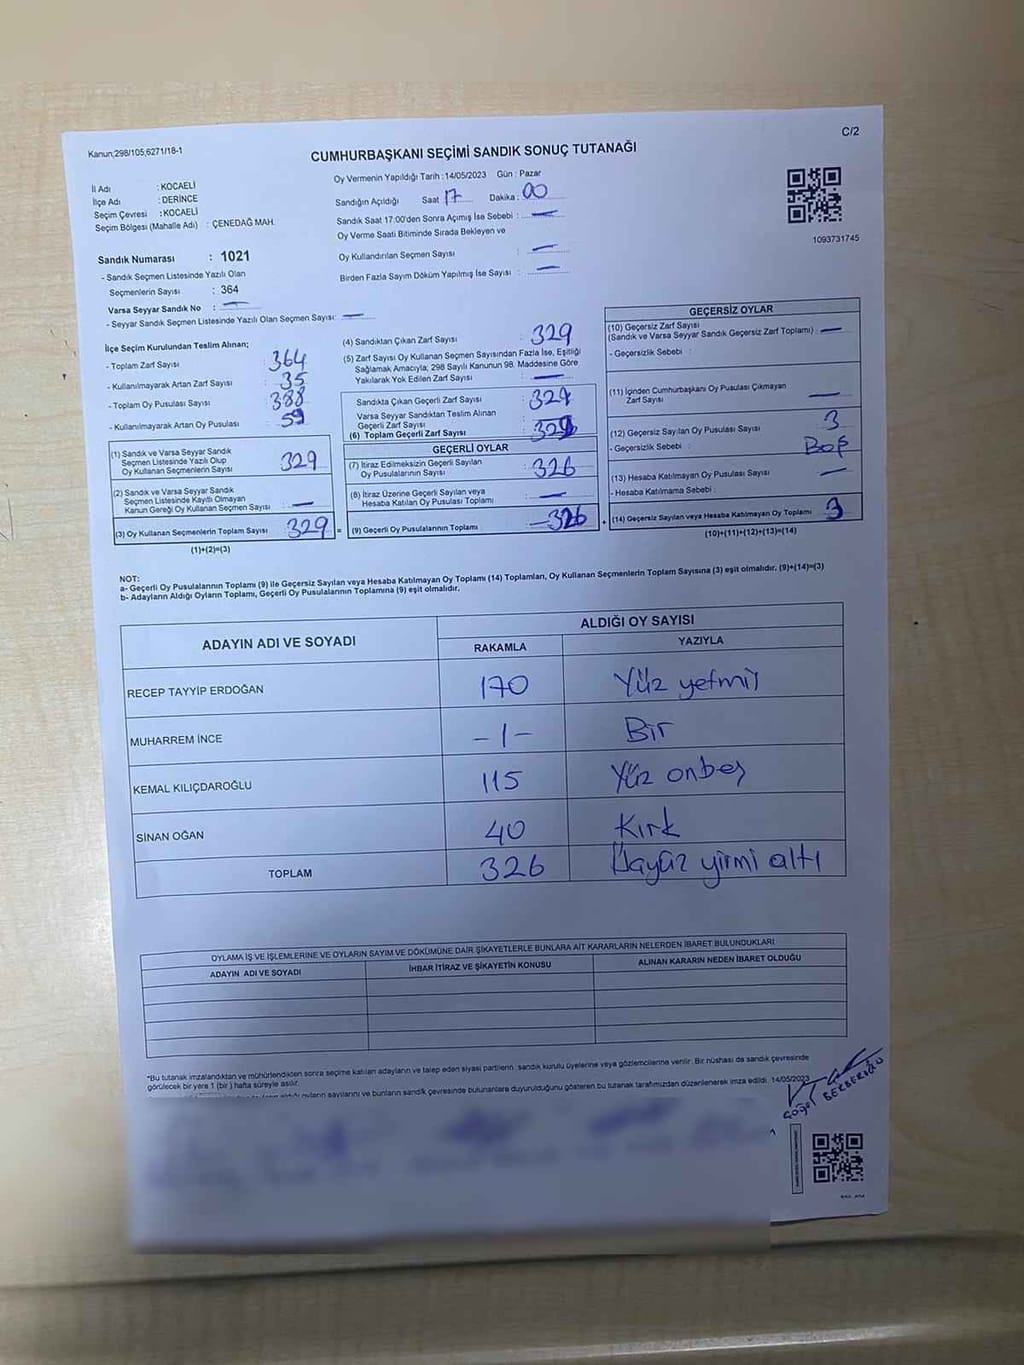 Kanun;298/105,6271/18-1
C/2
CUMHURBAŞKANI SEÇİMİ SANDIK SONUÇ TUTANAĞI
İl Adı : KOCAELİ
İlçe Adı : DERİNCE
Seçim Çevresi : KOCAELİ
Seçim Bölgesi (Mahalle Adı) : ÇENEDAĞ MAH.
Oy Vermenin Yapıldığı Tarih : 14/05/2023 Gün : Pazar
Sandığın Açıldığı Saat 17 Dakika : 00
Sandık Saat 17:00'den Sonra Açımış İse Sebebi : —
Oy Verme Saati Bitiminde Sırada Bekleyen ve
Oy Kullandırılan Seçmen Sayısı : —
Birden Fazla Sayım Döküm Yapılmış İse Sayısı : —
1093731745
Sandık Numarası : 1021
- Sandık Seçmen Listesinde Yazılı Olan
Seçmenlerin Sayısı : 364
Varsa Seyyar Sandık No : —
- Seyyar Sandık Seçmen Listesinde Yazılı Olan Seçmen Sayısı: —
İlçe Seçim Kurulundan Teslim Alınan;
- Toplam Zarf Sayısı : 364
- Kullanılmayarak Artan Zarf Sayısı : 35
- Toplam Oy Pusulası Sayısı : 388
- Kullanılmayarak Artan Oy Pusulası : 59
(1) Sandık ve Varsa Seyyar Sandık
Seçmen Listesinde Yazılı Olup
Oy Kullanan Seçmenlerin Sayısı 329
(2) Sandık ve Varsa Seyyar Sandık
Seçmen Listesinde Kayıtlı Olmayan
Kanun Gereği Oy Kullanan Seçmen Sayısı : —
(3) Oy Kullanan Seçmenlerin Toplam Sayısı 329 =
(1)+(2)=(3)
(4) Sandıktan Çıkan Zarf Sayısı : 329
(5) Zarf Sayısı Oy Kullanan Seçmen Sayısından Fazla İse, Eşitliği
Sağlamak Amacıyla; 298 Sayılı Kanunun 98. Maddesine Göre
Yakılarak Yok Edilen Zarf Sayısı : —
Sandıkta Çıkan Geçerli Zarf Sayısı : 329
Varsa Seyyar Sandıktan Teslim Alınan
Geçerli Zarf Sayısı : —
(6) Toplam Geçerli Zarf Sayısı : 329
GEÇERLİ OYLAR
(7) İtiraz Edilmeksizin Geçerli Sayılan
Oy Pusulalarının Sayısı : 326
(8) İtiraz Üzerine Geçerli Sayılan veya
Hesaba Katılan Oy Pusulası Toplamı : —
(9) Geçerli Oy Pusulalarının Toplamı 326 +
GEÇERSİZ OYLAR
(10) Geçersiz Zarf Sayısı
(Sandık ve Varsa Seyyar Sandık Geçersiz Zarf Toplamı) : —
- Geçersizlik Sebebi :
(11) İçinden Cumhurbaşkanı Oy Pusulası Çıkmayan
Zarf Sayısı : —
(12) Geçersiz Sayılan Oy Pusulası Sayısı : 3
- Geçersizlik Sebebi : Boş
(13) Hesaba Katılmayan Oy Pusulası Sayısı : —
- Hesaba Katılmama Sebebi :
(14) Geçersiz Sayılan veya Hesaba Katılmayan Oy Toplamı 3
(10)+(11)+(12)+(13)=(14)
NOT:
a- Geçerli Oy Pusulalarının Toplamı (9) ile Geçersiz Sayılan veya Hesaba Katılmayan Oy Toplamı (14) Toplamları, Oy Kullanan Seçmenlerin Toplam Sayısına (3) eşit olmalıdır. (9)+(14)=(3)
b- Adayların Aldığı Oyların Toplamı, Geçerli Oy Pusulalarının Toplamına (9) eşit olmalıdır.
ADAYIN ADI VE SOYADI
ALDIĞI OY SAYISI
RAKAMLA YAZIYLA
RECEP TAYYİP ERDOĞAN 170 Yüz yetmiş
MUHARREM İNCE -1- Bir
KEMAL KILIÇDAROĞLU 115 Yüz onbeş
SİNAN OĞAN 40 Kırk
TOPLAM 326 Üçyüz yirmi altı
OYLAMA İŞ VE İŞLEMLERİNE VE OYLARIN SAYIM VE DÖKÜMÜNE DAİR ŞİKAYETLERLE BUNLARA AİT KARARLARIN NELERDEN İBARET BULUNDUKLARI
ADAYIN ADI VE SOYADI İHBAR İTİRAZ VE ŞİKAYETİN KONUSU ALINAN KARARIN NEDEN İBARET OLDUĞU
*Bu tutanak imzalandıktan ve mühürlendikten sonra seçime katılan adayların ve talep eden siyasi partilerin, sandık kurulu üyelerine veya gözlemcilerine verilir. Bir nüshası da sandık çevresinde
görülecek bir yere 1 (bir) hafta süreyle asılır.
aldığı oyların sayılarını ve bunların sandık çevresinde bulunanlara duyurulduğunu gösteren bu tutanak tarafımızdan düzenlenerek imza edildi. 14/05/2023
BERBEROĞLU